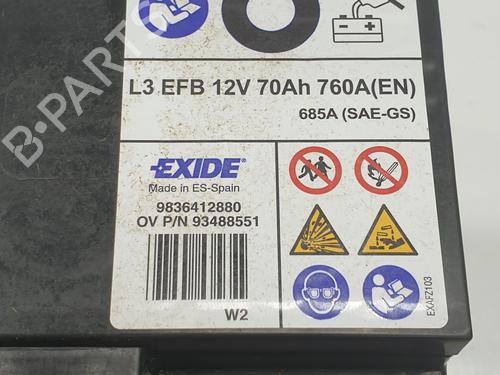 L3 EFB 12V 70Ah 760A(EN)
685A (SAE-GS)
EXIDE
Made in ES-Spain
9836412880
OV P/N 93488551
W2
EXAFZ103
B-PARTS